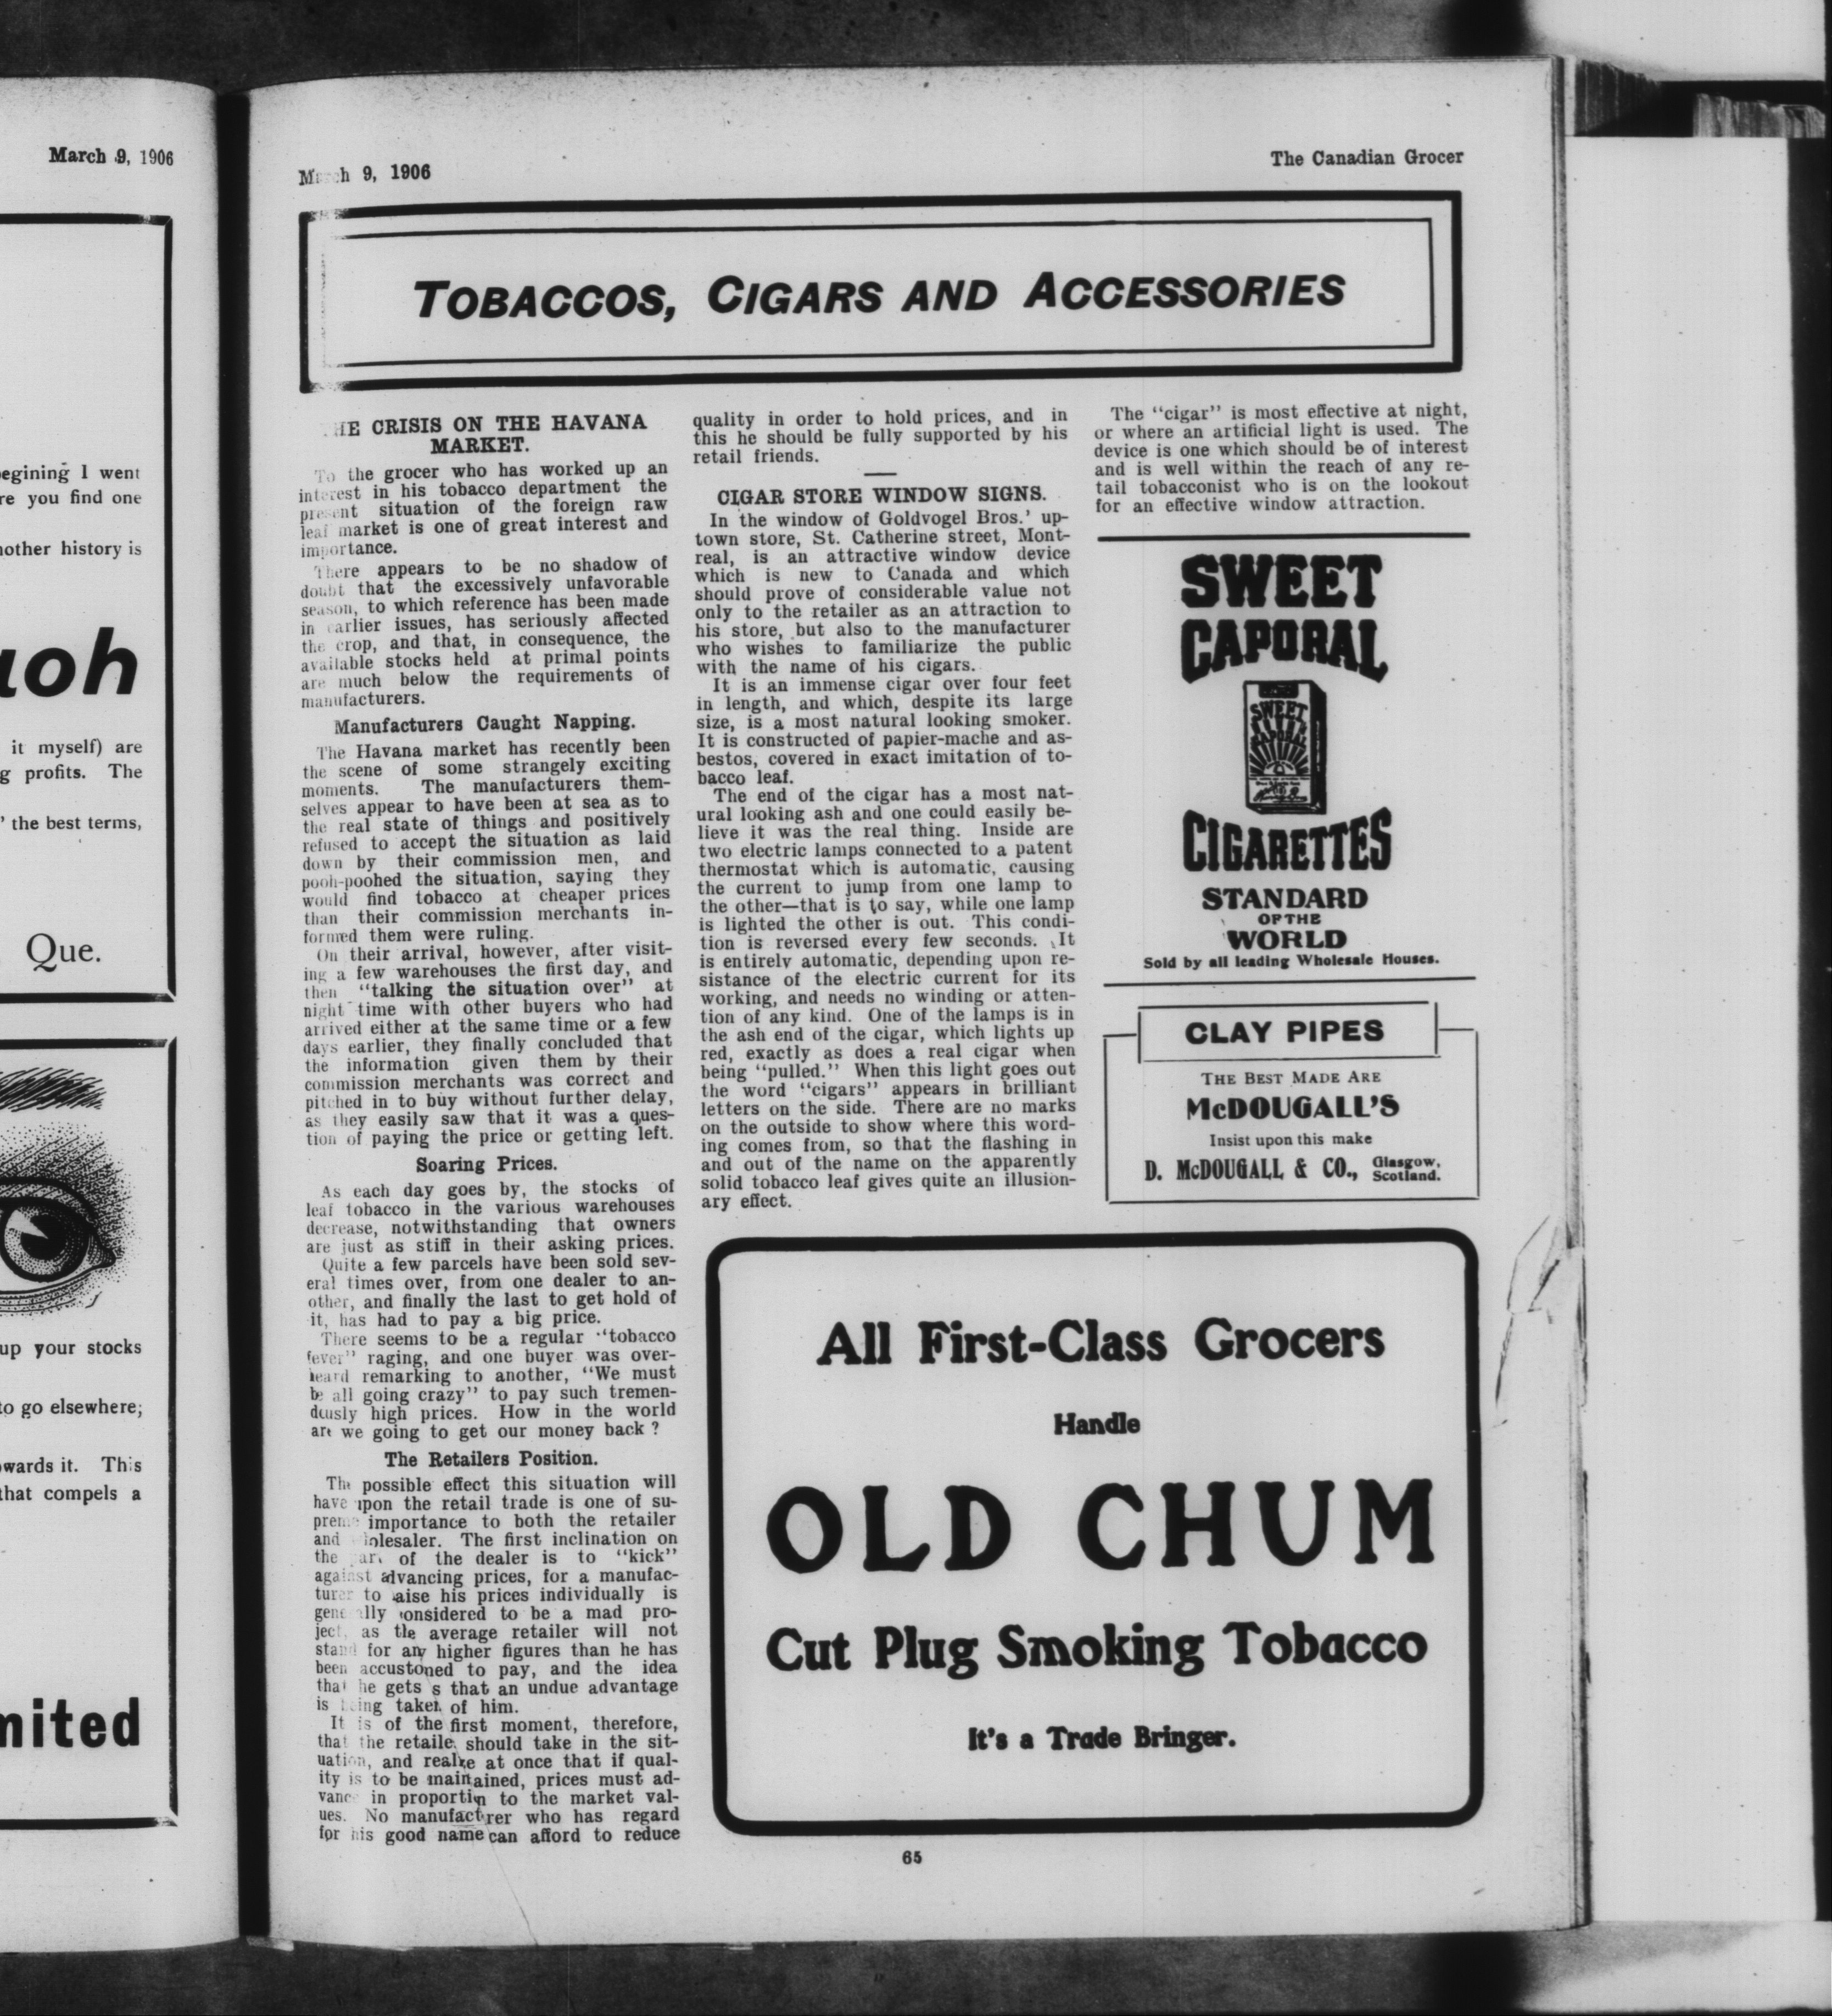 March 9, 1906
egining I went
re you find one
nother history is
uoh
it myself) are
g profits. The
" the best terms,
Que.
up your stocks
to go elsewhere;
wards it. This
that compels a
mited
March 9, 1906
The Canadian Grocer
TOBACCOS, CIGARS AND ACCESSORIES
HE CRISIS ON THE HAVANA
MARKET.
To the grocer who has worked up an
interest in his tobacco department the
present situation of the foreign raw
leaf market is one of great interest and
importance.
There appears to be no shadow of
doubt that the excessively unfavorable
season, to which reference has been made
in earlier issues, has seriously affected
the crop, and that, in consequence, the
available stocks held at primal points
are much below the requirements of
manufacturers.
Manufacturers Caught Napping.
The Havana market has recently been
the scene of some strangely exciting
moments. The manufacturers them-
selves appear to have been at sea as to
the real state of things and positively
refused to accept the situation as laid
down by their commission men, and
pooh-poohed the situation, saying they
would find tobacco at cheaper prices
than their commission merchants in-
formed them were ruling.
On their arrival, however, after visit-
ing a few warehouses the first day, and
then "talking the situation over" at
night time with other buyers who had
arrived either at the same time or a few
days earlier, they finally concluded that
the information given them by their
commission merchants was correct and
pitched in to buy without further delay,
as they easily saw that it was a ques-
tion of paying the price or getting left.
Soaring Prices.
As each day goes by, the stocks of
leaf tobacco in the various warehouses
decrease, notwithstanding that owners
are just as stiff in their asking prices.
Quite a few parcels have been sold sev-
eral times over, from one dealer to an-
other, and finally the last to get hold of
it, has had to pay a big price.
There seems to be a regular "tobacco
fever" raging, and one buyer was over-
heard remarking to another, "We must
be all going crazy" to pay such tremen-
dously high prices. How in the world
are we going to get our money back ?
The Retailers Position.
The possible effect this situation will
have upon the retail trade is one of su-
preme importance to both the retailer
and wholesaler. The first inclination on
the part of the dealer is to "kick"
against advancing prices, for a manufac-
turer to raise his prices individually is
generally considered to be a mad pro-
ject, as the average retailer will not
stand for any higher figures than he has
been accustoned to pay, and the idea
that he gets s that an undue advantage
is being taken of him.
It is of the first moment, therefore,
that the retailer should take in the sit-
uation, and realize at once that if qual-
ity is to be maintained, prices must ad-
vance in proportion to the market val-
ues. No manufacturer who has regard
for his good name can afford to reduce
quality in order to hold prices, and in
this he should be fully supported by his
retail friends.
CIGAR STORE WINDOW SIGNS.
In the window of Goldvogel Bros.' up-
town store, St. Catherine street, Mont-
real, is an attractive window device
which is new to Canada and which
should prove of considerable value not
only to the retailer as an attraction to
his store, but also to the manufacturer
who wishes to familiarize the public
with the name of his cigars.
It is an immense cigar over four feet
in length, and which, despite its large
size, is a most natural looking smoker.
It is constructed of papier-mache and as-
bestos, covered in exact imitation of to-
bacco leaf.
The end of the cigar has a most nat-
ural looking ash and one could easily be-
lieve it was the real thing. Inside are
two electric lamps connected to a patent
thermostat which is automatic, causing
the current to jump from one lamp to
the other—that is to say, while one lamp
is lighted the other is out. This condi-
tion is reversed every few seconds. It
is entirely automatic, depending upon re-
sistance of the electric current for its
working, and needs no winding or atten-
tion of any kind. One of the lamps is in
the ash end of the cigar, which lights up
red, exactly as does a real cigar when
being "pulled." When this light goes out
the word "cigars" appears in brilliant
letters on the side. There are no marks
on the outside to show where this word-
ing comes from, so that the flashing in
and out of the name on the apparently
solid tobacco leaf gives quite an illusion-
ary effect.
The "cigar" is most effective at night,
or where an artificial light is used. The
device is one which should be of interest
and is well within the reach of any re-
tail tobacconist who is on the lookout
for an effective window attraction.
SWEET
CAPORAL
SWEET
CAPORAL
CIGARETTES
STANDARD
OF THE
WORLD
Sold by all leading Wholesale Houses.
CLAY PIPES
THE BEST MADE ARE
McDOUGALL'S
Insist upon this make
D. McDOUGALL & CO., Glasgow, Scotland.
All First-Class Grocers
Handle
OLD CHUM
Cut Plug Smoking Tobacco
It's a Trade Bringer.
65